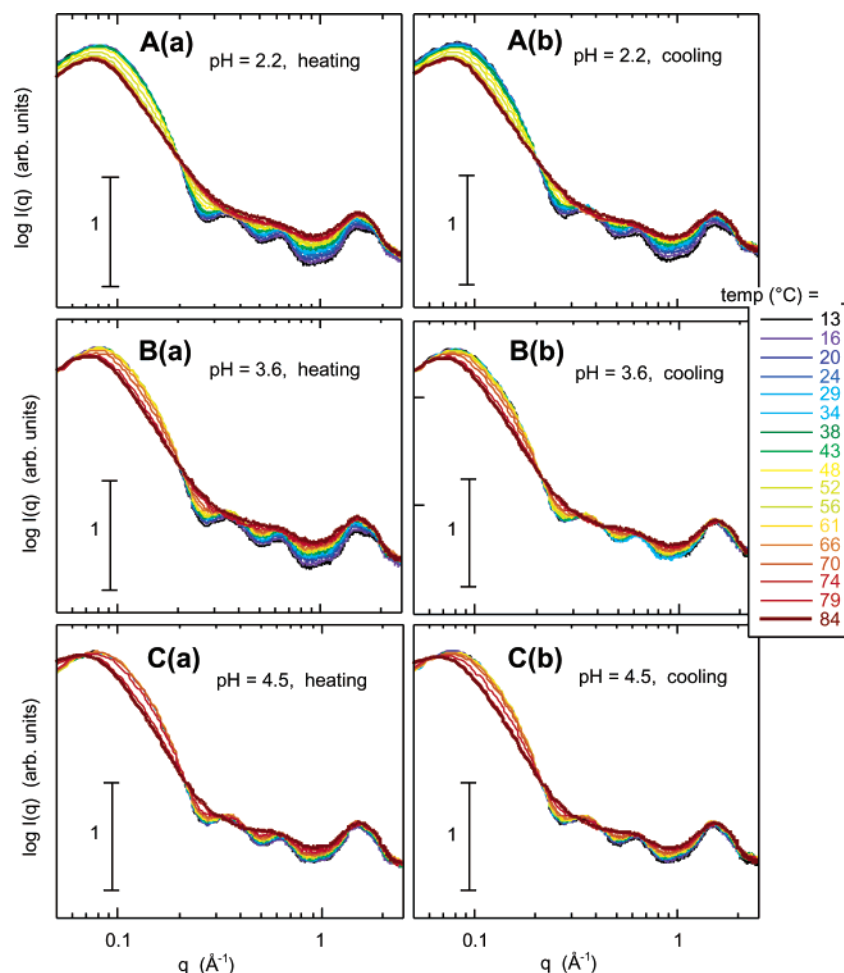 A(a)
pH = 2.2, heating
log I(q) (arb. units)
1
A(b)
pH = 2.2, cooling
1
temp (°C) =
13
16
20
24
29
34
38
43
48
52
56
61
66
70
74
79
84
B(a)
pH = 3.6, heating
log I(q) (arb. units)
1
B(b)
pH = 3.6, cooling
1
C(a)
pH = 4.5, heating
log I(q) (arb. units)
1
0.1 1
q (Å-1)
C(b)
pH = 4.5, cooling
1
0.1 1
q (Å-1)